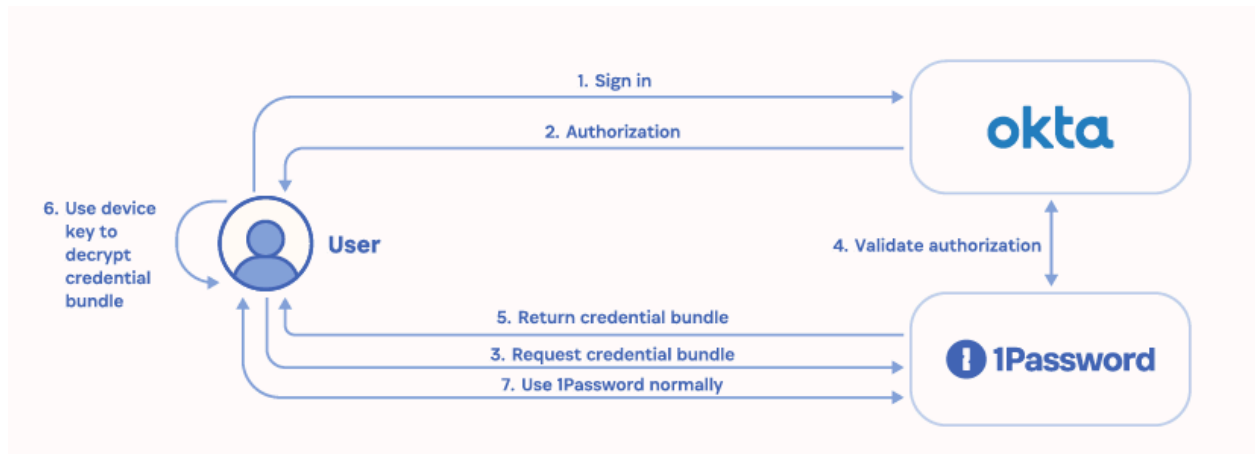 1. Sign in
okta
2. Authorization
6. Use device
key to
decrypt
credential
bundle
User
4. Validate authorization
5. Return credential bundle
3. Request credential bundle
1Password
7. Use 1Password normally